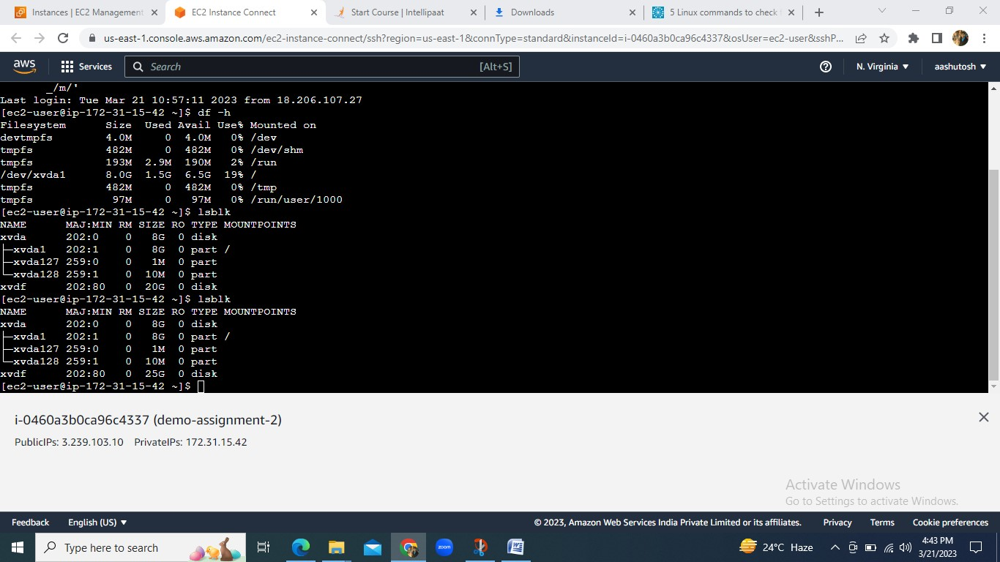 Instances | EC2 Management
EC2 Instance Connect
Start Course | Intellipaat
Downloads
5 Linux commands to check
us-east-1.console.aws.amazon.com/ec2-instance-connect/ssh?region=us-east-1&connType=standard&instanceId=i-0460a3b0ca96c4337&osUser=ec2-user&sshP...
aws Services Search [Alt+S] N. Virginia aashutosh
_/m/'
Last login: Tue Mar 21 10:57:11 2023 from 18.206.107.27
[ec2-user@ip-172-31-15-42 ~]$ df -h
Filesystem Size Used Avail Use% Mounted on
devtmpfs 4.0M 0 4.0M 0% /dev
tmpfs 482M 0 482M 0% /dev/shm
tmpfs 193M 2.9M 190M 2% /run
/dev/xvda1 8.0G 1.5G 6.5G 19% /
tmpfs 482M 0 482M 0% /tmp
tmpfs 97M 0 97M 0% /run/user/1000
[ec2-user@ip-172-31-15-42 ~]$ lsblk
NAME MAJ:MIN RM SIZE RO TYPE MOUNTPOINTS
xvda 202:0 0 8G 0 disk
├─xvda1 202:1 0 8G 0 part /
├─xvda127 259:0 0 1M 0 part
└─xvda128 259:1 0 10M 0 part
xvdf 202:80 0 20G 0 disk
[ec2-user@ip-172-31-15-42 ~]$ lsblk
NAME MAJ:MIN RM SIZE RO TYPE MOUNTPOINTS
xvda 202:0 0 8G 0 disk
├─xvda1 202:1 0 8G 0 part /
├─xvda127 259:0 0 1M 0 part
└─xvda128 259:1 0 10M 0 part
xvdf 202:80 0 25G 0 disk
[ec2-user@ip-172-31-15-42 ~]$
i-0460a3b0ca96c4337 (demo-assignment-2)
PublicIPs: 3.239.103.10 PrivateIPs: 172.31.15.42
Activate Windows
Go to Settings to activate Windows.
Feedback English (US) © 2023, Amazon Web Services India Private Limited or its affiliates. Privacy Terms Cookie preferences
Type here to search
zoom
24°C Haze
4:43 PM
3/21/2023